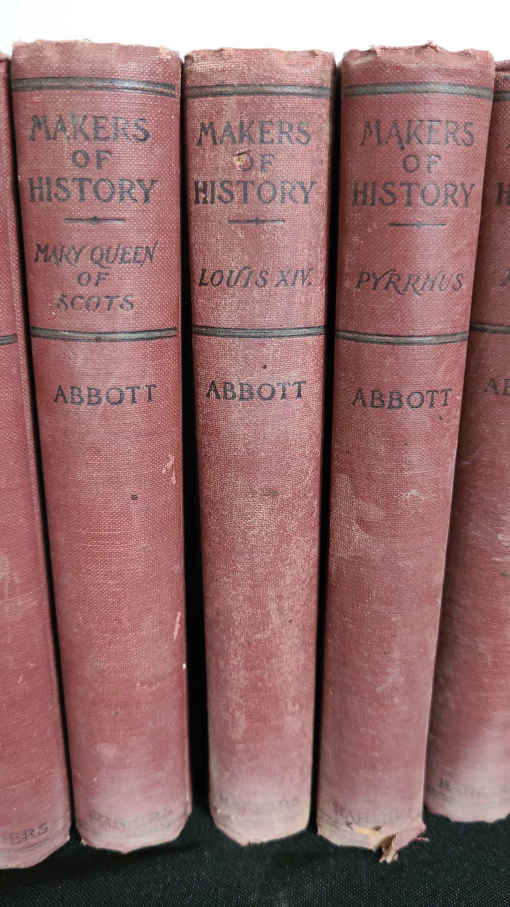 MAKERS
OF
HISTORY
MARY QUEEN
OF
SCOTS
ABBOTT
MAKERS
OF
HISTORY
LOUIS XIV.
ABBOTT
MAKERS
OF
HISTORY
PYRRHUS
ABBOTT